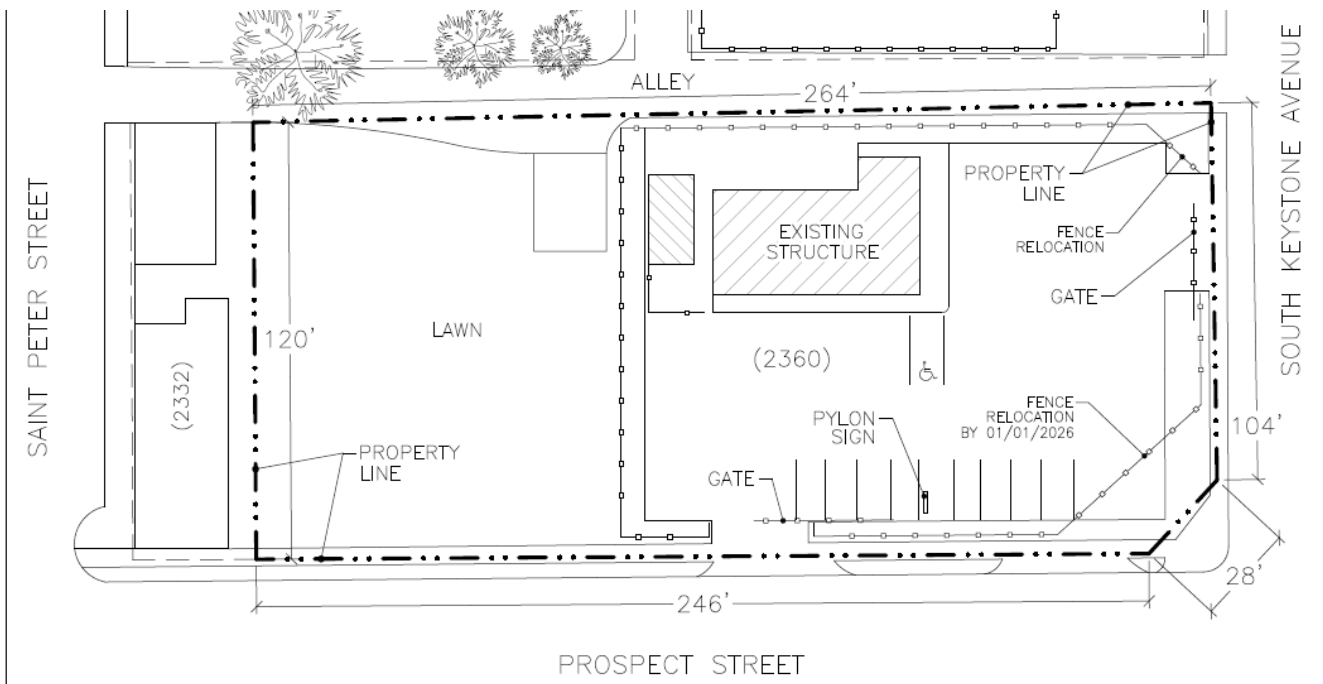 ALLEY
264'
SOUTH KEYSTONE AVENUE
PROPERTY
LINE
FENCE
RELOCATION
GATE
EXISTING
STRUCTURE
SAINT PETER STREET
LAWN
120'
(2332)
(2360)
PYLON
SIGN
FENCE
RELOCATION
BY 01/01/2026
104'
PROPERTY
LINE
GATE
28'
246'
PROSPECT STREET